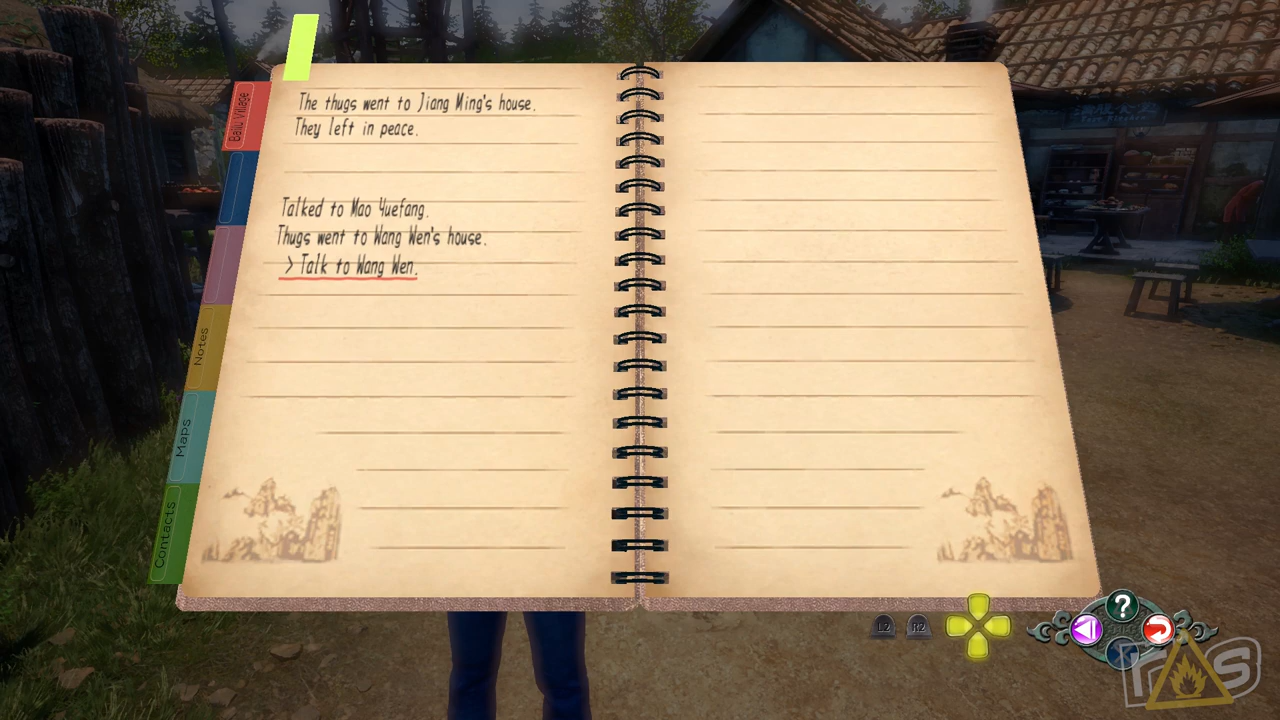 The thugs went to Jiang Ming's house.
They left in peace.
Talked to Mao Yuefang.
Thugs went to Wang Wen's house.
> Talk to Wang Wen.
Bailu Village
Notes
Maps
Contacts
L2
R2
?